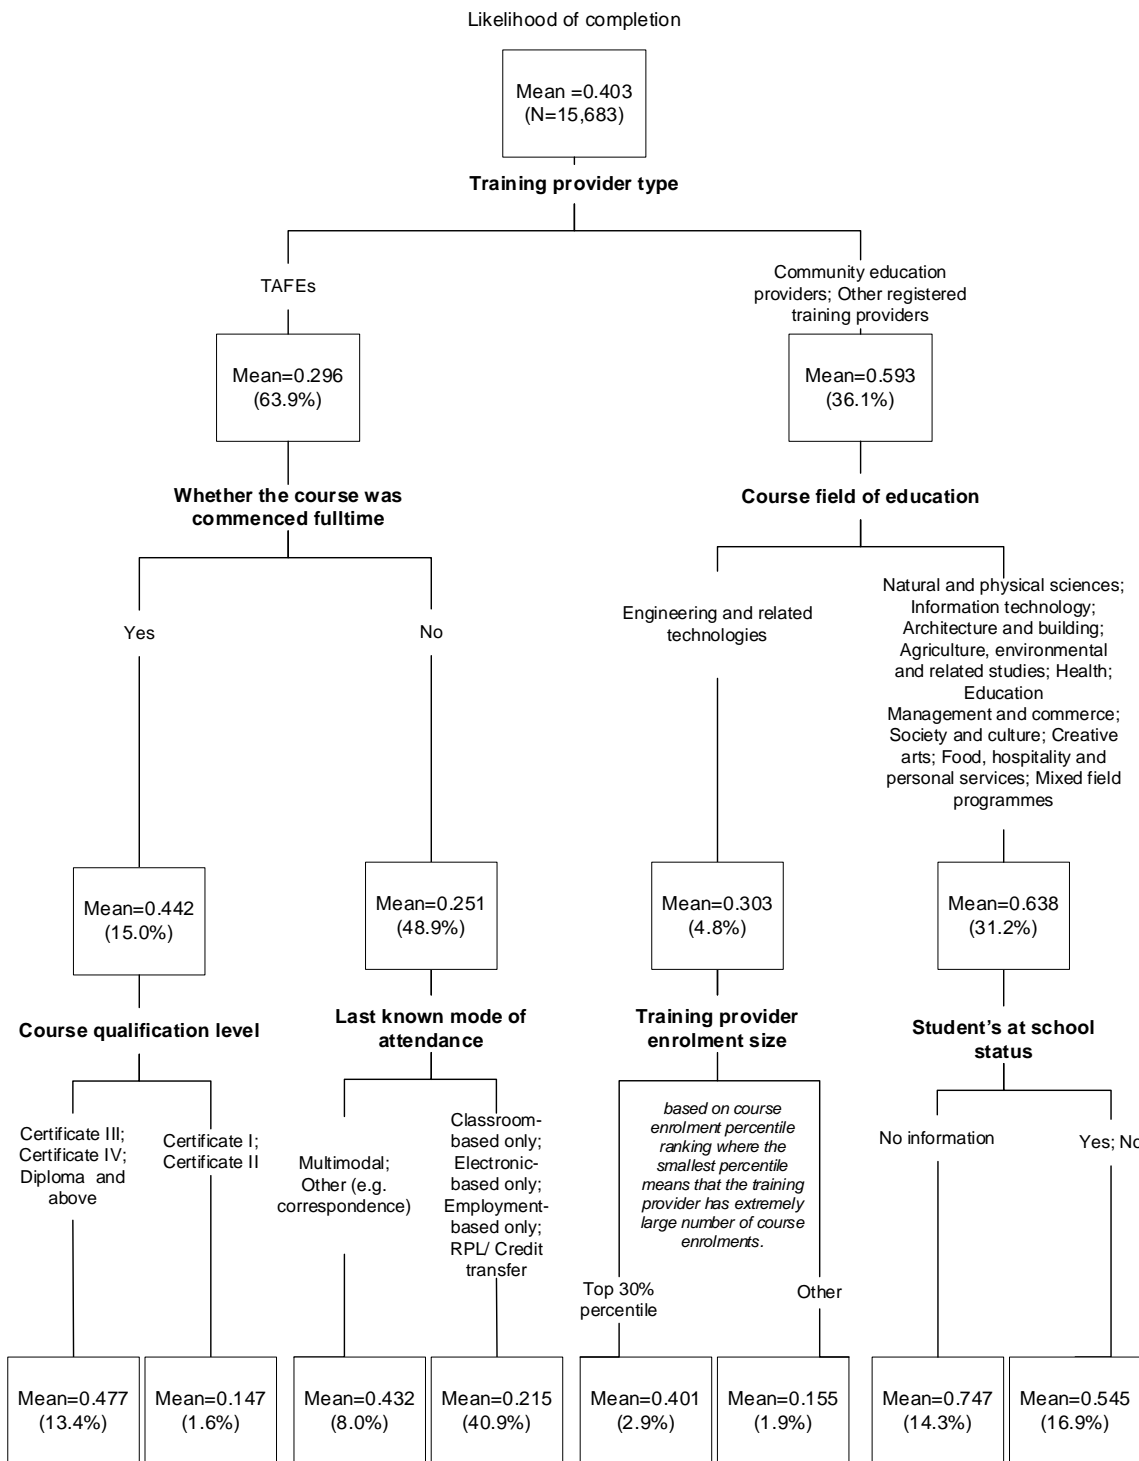 Likelihood of completion
Mean =0.403
(N=15,683)
Training provider type
TAFEs
Community education
providers; Other registered
training providers
Mean=0.296
(63.9%)
Mean=0.593
(36.1%)
Whether the course was
commenced fulltime
Course field of education
Yes
No
Engineering and related
technologies
Natural and physical sciences;
Information technology;
Architecture and building;
Agriculture, environmental
and related studies; Health;
Education
Management and commerce;
Society and culture; Creative
arts; Food, hospitality and
personal services; Mixed field
programmes
Mean=0.442
(15.0%)
Mean=0.251
(48.9%)
Mean=0.303
(4.8%)
Mean=0.638
(31.2%)
Course qualification level
Last known mode of
attendance
Training provider
enrolment size
Student's at school
status
Certificate III;
Certificate IV;
Diploma and
above
Certificate I;
Certificate II
Multimodal;
Other (e.g.
correspondence)
Classroom-
based only;
Electronic-
based only;
Employment-
based only;
RPL/ Credit
transfer
based on course
enrolment percentile
ranking where the
smallest percentile
means that the training
provider has extremely
large number of course
enrolments.
Top 30%
percentile
Other
No information
Yes; No
Mean=0.477
(13.4%)
Mean=0.147
(1.6%)
Mean=0.432
(8.0%)
Mean=0.215
(40.9%)
Mean=0.401
(2.9%)
Mean=0.155
(1.9%)
Mean=0.747
(14.3%)
Mean=0.545
(16.9%)